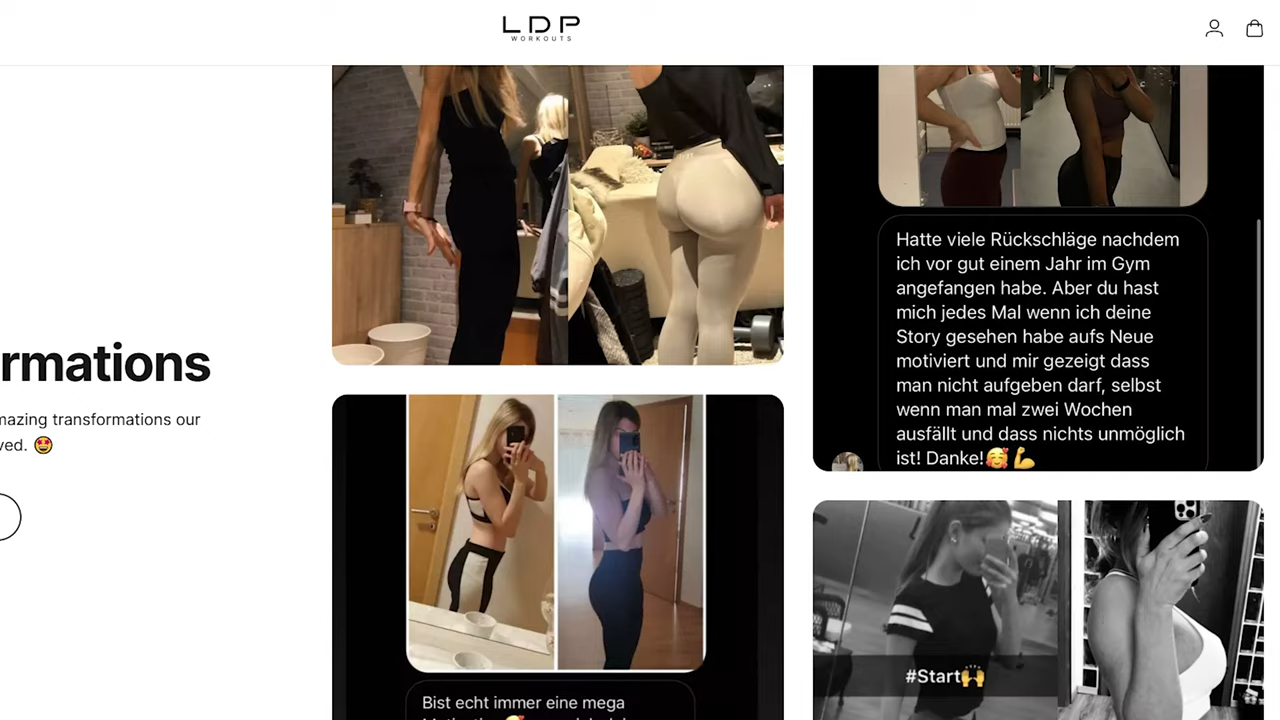 LDP
WORKOUTS
rmations
mazing transformations our
ved. 🤩
Hatte viele Rückschläge nachdem
ich vor gut einem Jahr im Gym
angefangen habe. Aber du hast
mich jedes Mal wenn ich deine
Story gesehen habe aufs Neue
motiviert und mir gezeigt dass
man nicht aufgeben darf, selbst
wenn man mal zwei Wochen
ausfällt und dass nichts unmöglich
ist! Danke!🥰💪
Bist echt immer eine mega
#Start🙌